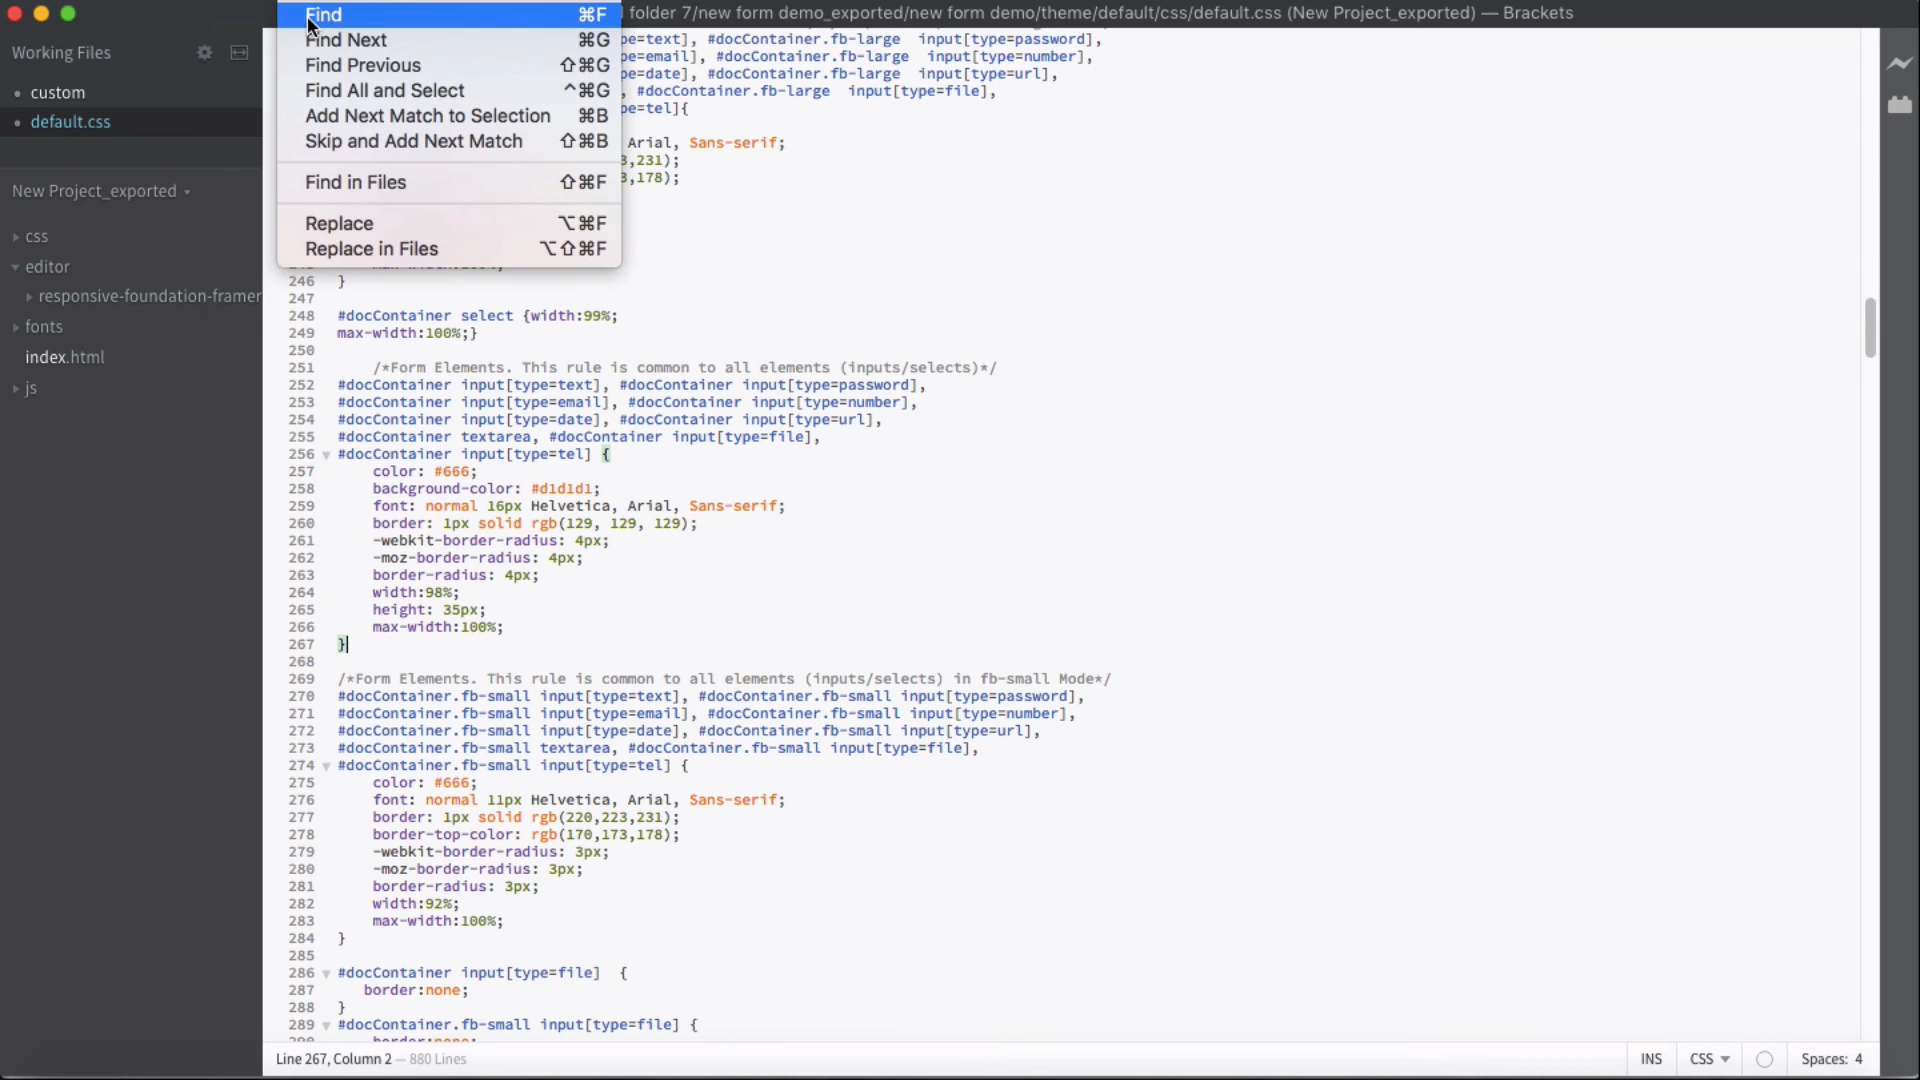 Find ⌘F
folder 7/new form demo_exported/new form demo/theme/default/css/default.css (New Project_exported) — Brackets
Working Files
custom
default.css
New Project_exported
css
editor
responsive-foundation-framer
fonts
index.html
js
Find Next ⌘G
Find Previous ⇧⌘G
Find All and Select ^⌘G
Add Next Match to Selection ⌘B
Skip and Add Next Match ⇧⌘B
Find in Files ⇧⌘F
Replace ⌥⌘F
Replace in Files ⌥⇧⌘F
pe=text], #docContainer.fb-large  input[type=password],
pe=email], #docContainer.fb-large  input[type=number],
pe=date], #docContainer.fb-large  input[type=url],
, #docContainer.fb-large  input[type=file],
pe=tel]{
Arial, Sans-serif;
3,231);
3,178);
246 }
247
248 #docContainer select {width:99%;
249 max-width:100%;}
250
251     /*Form Elements. This rule is common to all elements (inputs/selects)*/
252 #docContainer input[type=text], #docContainer input[type=password],
253 #docContainer input[type=email], #docContainer input[type=number],
254 #docContainer input[type=date], #docContainer input[type=url],
255 #docContainer textarea, #docContainer input[type=file],
256 #docContainer input[type=tel] {
257     color: #666;
258     background-color: #d1d1d1;
259     font: normal 16px Helvetica, Arial, Sans-serif;
260     border: 1px solid rgb(129, 129, 129);
261     -webkit-border-radius: 4px;
262     -moz-border-radius: 4px;
263     border-radius: 4px;
264     width:98%;
265     height: 35px;
266     max-width:100%;
267 }
268
269 /*Form Elements. This rule is common to all elements (inputs/selects) in fb-small Mode*/
270 #docContainer.fb-small input[type=text], #docContainer.fb-small input[type=password],
271 #docContainer.fb-small input[type=email], #docContainer.fb-small input[type=number],
272 #docContainer.fb-small input[type=date], #docContainer.fb-small input[type=url],
273 #docContainer.fb-small textarea, #docContainer.fb-small input[type=file],
274 #docContainer.fb-small input[type=tel] {
275     color: #666;
276     font: normal 11px Helvetica, Arial, Sans-serif;
277     border: 1px solid rgb(220,223,231);
278     border-top-color: rgb(170,173,178);
279     -webkit-border-radius: 3px;
280     -moz-border-radius: 3px;
281     border-radius: 3px;
282     width:92%;
283     max-width:100%;
284 }
285
286 #docContainer input[type=file]  {
287    border:none;
288 }
289 #docContainer.fb-small input[type=file] {
Line 267, Column 2 — 880 Lines
INS
CSS
Spaces: 4